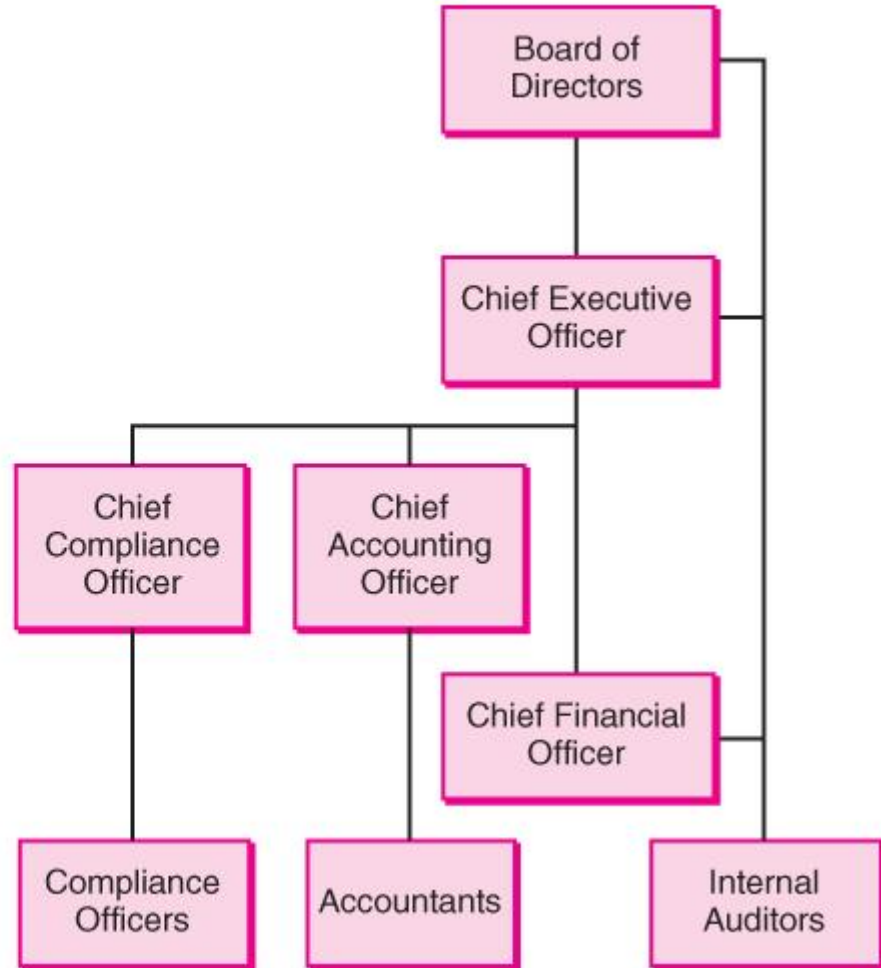 Board of
Directors
Chief Executive
Officer
Chief
Compliance
Officer
Chief
Accounting
Officer
Chief Financial
Officer
Compliance
Officers
Accountants
Internal
Auditors